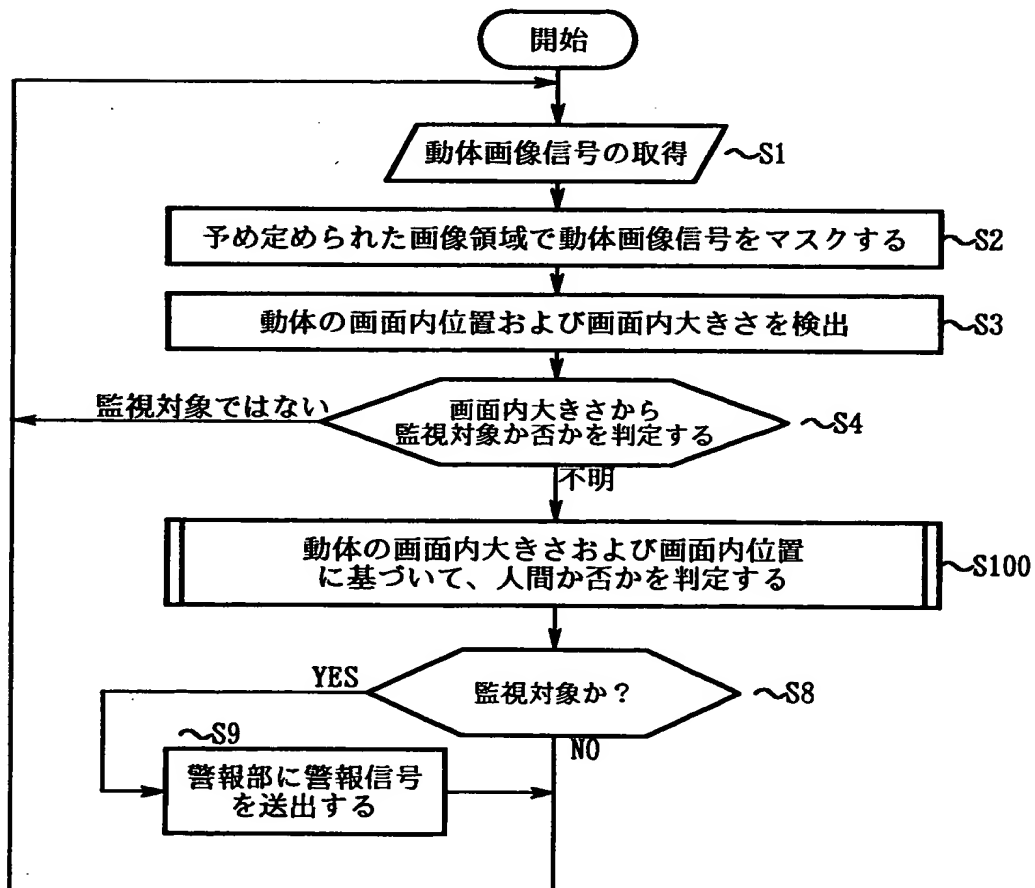 開始
動体画像信号の取得 〜S1
予め定められた画像領域で動体画像信号をマスクする 〜S2
動体の画面内位置および画面内大きさを検出 〜S3
監視対象ではない
画面内大きさから
監視対象か否かを判定する 〜S4
不明
動体の画面内大きさおよび画面内位置
に基づいて、人間か否かを判定する 〜S100
YES
監視対象か? 〜S8
NO
〜S9
警報部に警報信号
を送出する